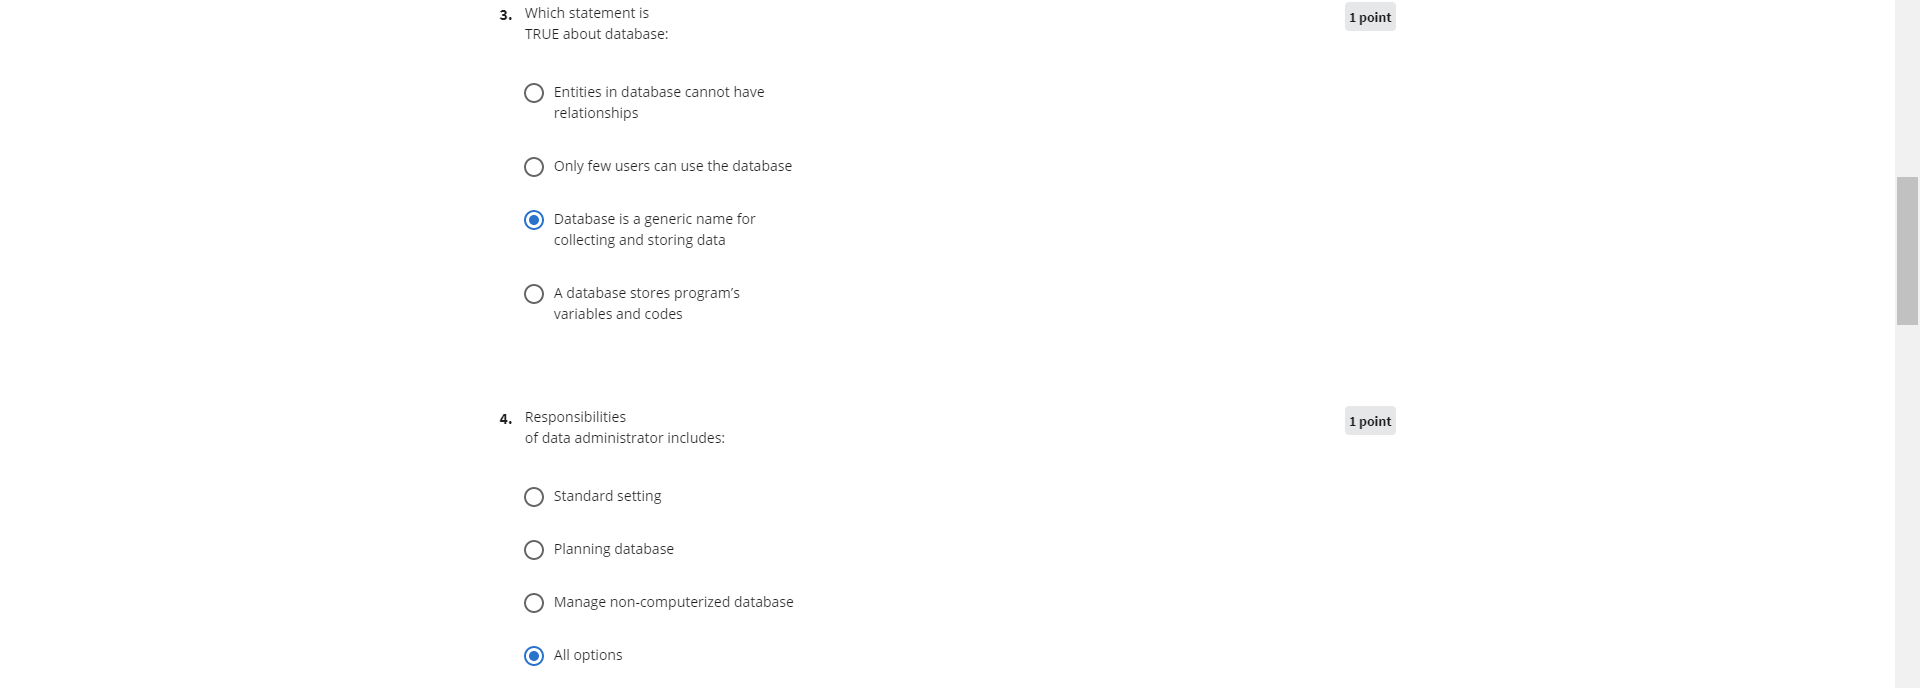 3. Which statement is 1 point
TRUE about database:
Entities in database cannot have
relationships
Only few users can use the database
Database is a generic name for
collecting and storing data
A database stores program’s
variables and codes
4. Responsibilities 1 point
of data administrator includes:
Standard setting
Planning database
Manage non-computerized database
All options